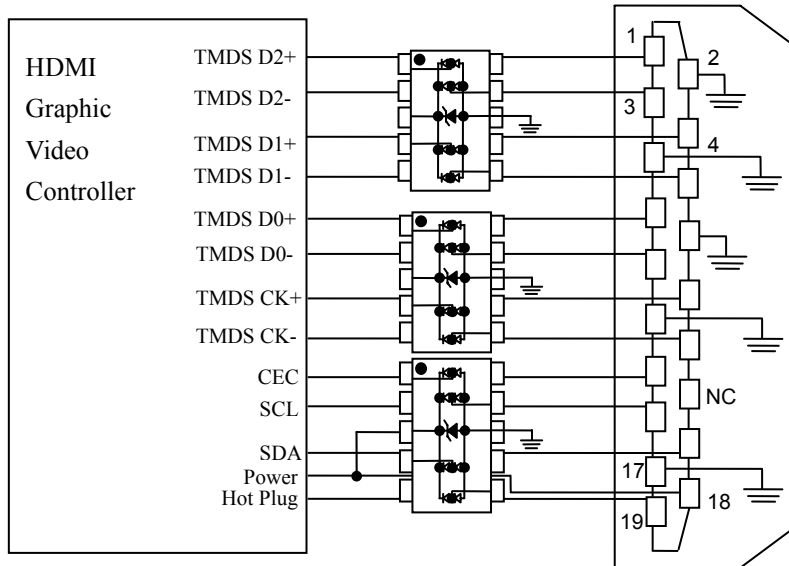 HDMI
Graphic
Video
Controller
TMDS D2+
TMDS D2-
TMDS D1+
TMDS D1-
TMDS D0+
TMDS D0-
TMDS CK+
TMDS CK-
CEC
SCL
SDA
Power
Hot Plug
1
2
3
4
NC
17
18
19